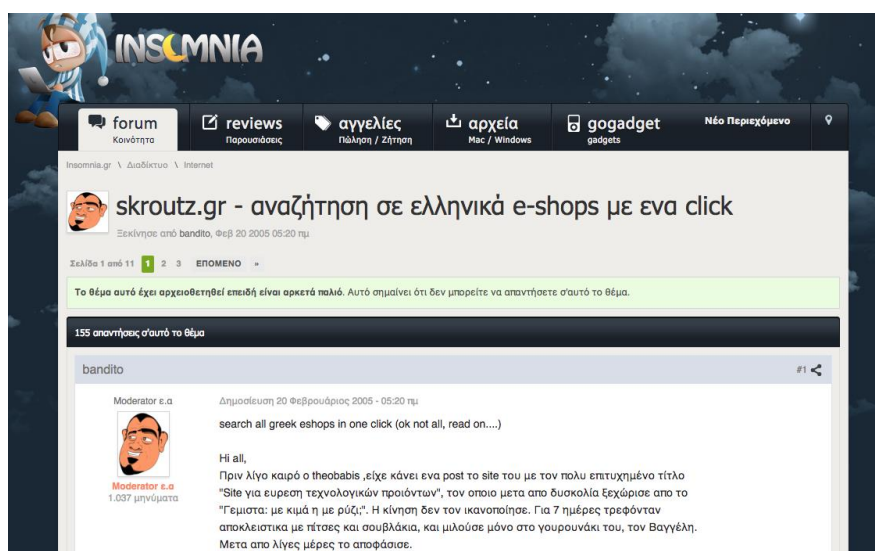 INSOMNIA
forum
Κοινότητα
reviews
Παρουσιάσεις
αγγελίες
Πώληση / Ζήτηση
αρχεία
Mac / Windows
gogadget
gadgets
Νέο Περιεχόμενο
Insomnia.gr \ Διαδίκτυο \ Internet
skroutz.gr - αναζήτηση σε ελληνικά e-shops με ενα click
Ξεκίνησε από bandito, Φεβ 20 2005 05:20 πμ
Σελίδα 1 από 11 1 2 3 ΕΠΟΜΕΝΟ »
Το θέμα αυτό έχει αρχειοθετηθεί επειδή είναι αρκετά παλιό. Αυτό σημαίνει ότι δεν μπορείτε να απαντήσετε σ'αυτό το θέμα.
155 απαντήσεις σ'αυτό το θέμα
bandito
#1
Moderator ε.α
Δημοσίευση 20 Φεβρουάριος 2005 - 05:20 πμ
search all greek eshops in one click (ok not all, read on....)
Hi all,
Πριν λίγο καιρό ο theobabis ,είχε κάνει ενα post το site του με τον πολυ επιτυχημένο τίτλο
"Site για ευρεση τεχνολογικών προιόντων", τον οποιο μετα απο δυσκολία ξεχώρισε απο το
"Γεμιστα: με κιμά η με ρύζι;". Η κίνηση δεν τον ικανοποίησε. Για 7 ημέρες τρεφόνταν
αποκλειστικα με πίτσες και σουβλάκια, και μιλούσε μόνο στο γουρουνάκι του, τον Βαγγέλη.
Μετα απο λίγες μέρες το αποφάσισε.
Moderator ε.α
1.037 μηνύματα